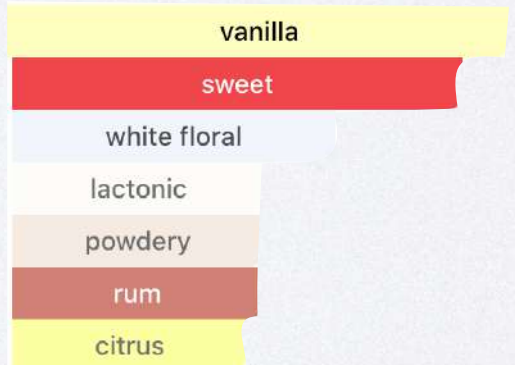 vanilla
sweet
white floral
lactonic
powdery
rum
citrus